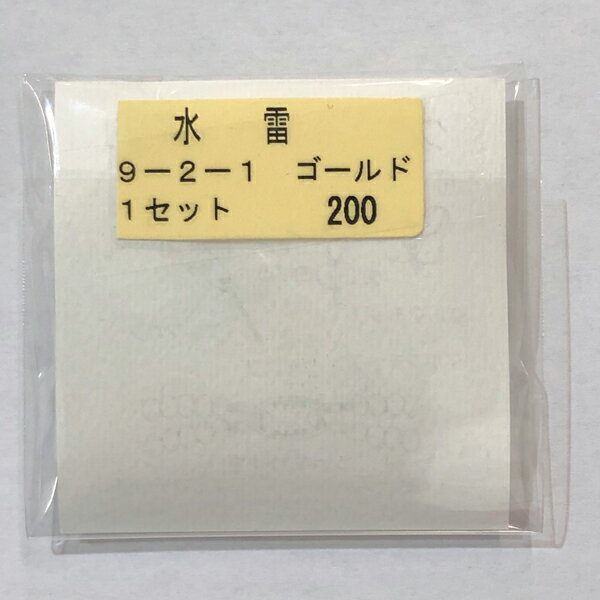 水 雷
9－2－1 ゴールド
1セット 200